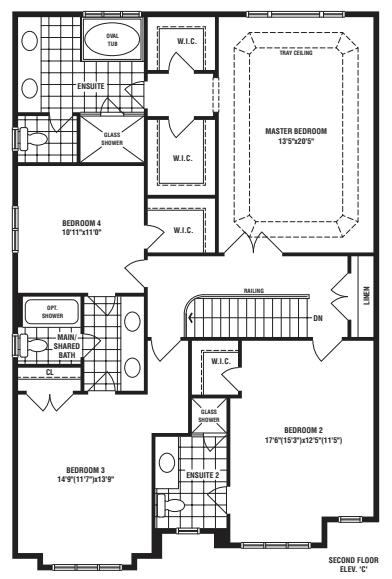 OVAL
TUB
W.I.C.
TRAY CEILING
ENSUITE
GLASS
SHOWER
MASTER BEDROOM
13'5"x20'5"
W.I.C.
BEDROOM 4
10'11"x11'0"
W.I.C.
RAILING
LINEN
OPT.
SHOWER
DN
MAIN/
SHARED
BATH
W.I.C.
CL
GLASS
SHOWER
BEDROOM 2
17'6"(15'3")x12'5"(11'5")
BEDROOM 3
14'9"(11'7")x13'9"
ENSUITE 2
SECOND FLOOR
ELEV. 'C'